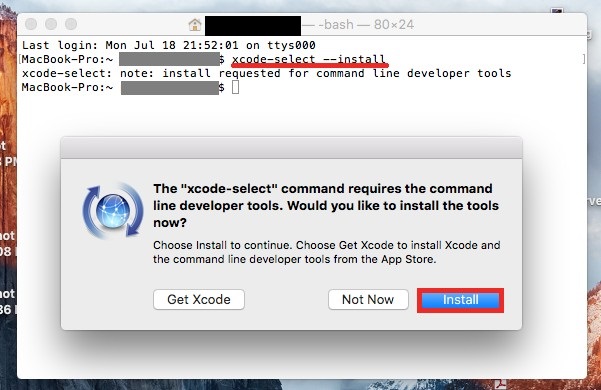 — -bash — 80×24
Last login: Mon Jul 18 21:52:01 on ttys000
[MacBook-Pro:~ $ xcode-select --install ]
xcode-select: note: install requested for command line developer tools
MacBook-Pro:~ $
The "xcode-select" command requires the command
line developer tools. Would you like to install the tools
now?
Choose Install to continue. Choose Get Xcode to install Xcode and
the command line developer tools from the App Store.
Get Xcode
Not Now
Install